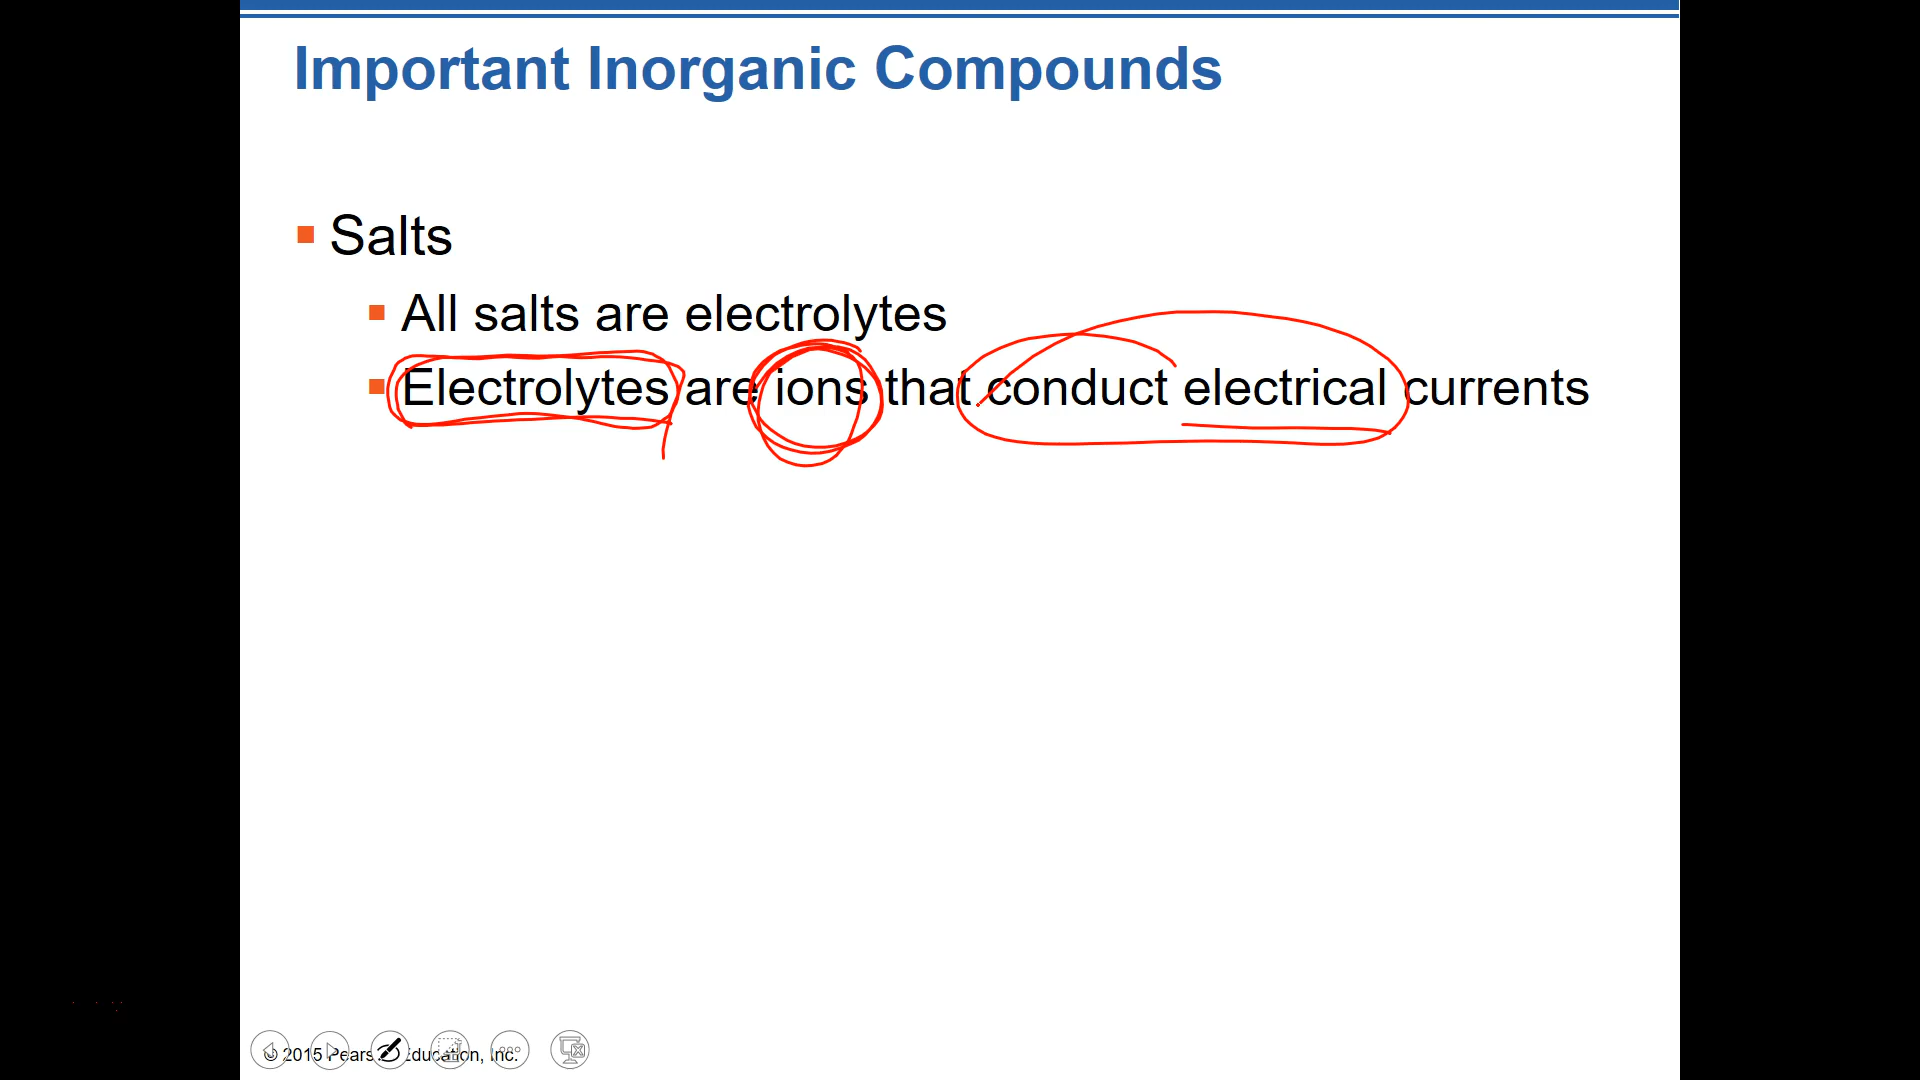 Important Inorganic Compounds
Salts
All salts are electrolytes
Electrolytes are ions that conduct electrical currents
© 2015 Pearson Education, Inc.